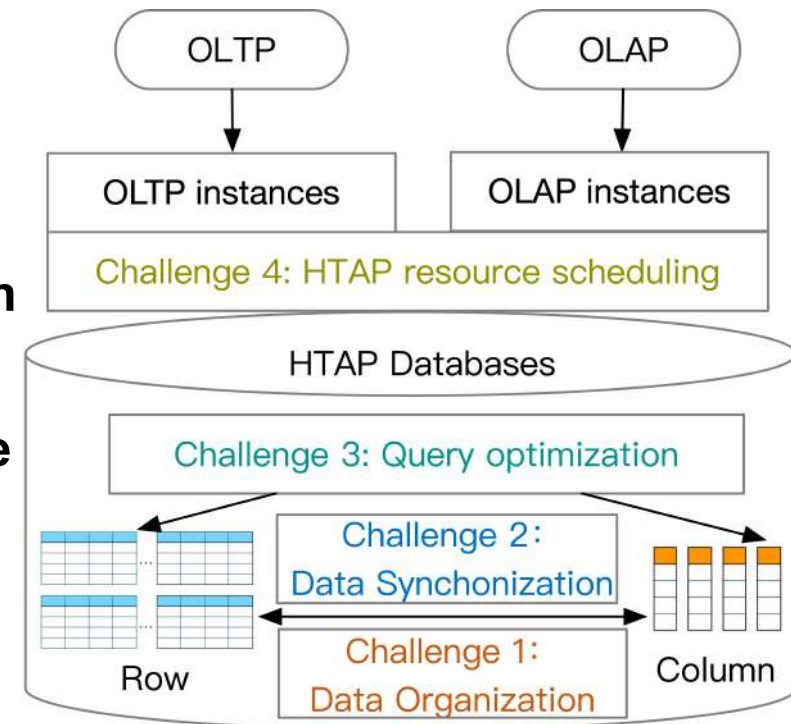 OLTP
OLAP
OLTP instances
OLAP instances
Challenge 4: HTAP resource scheduling
n
HTAP Databases
e
Challenge 3: Query optimization
Challenge 2:
Data Synchonization
...
...
Row
Column
Challenge 1:
Data Organization